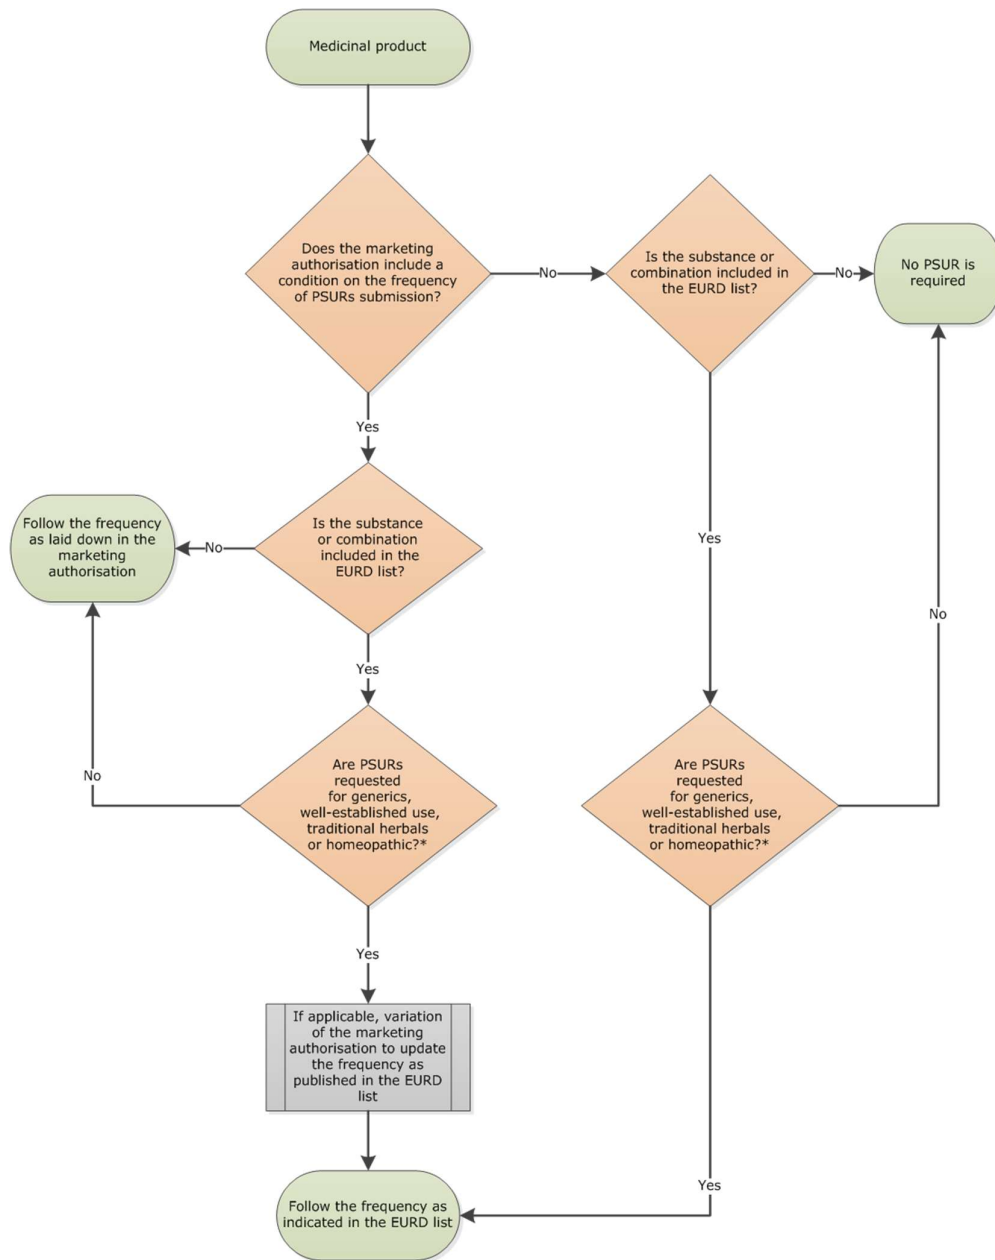 Medicinal product
Does the marketing
authorisation include a
condition on the frequency
of PSURs submission?
No
Is the substance or
combination included in
the EURD list?
No
No PSUR is
required
Yes
Follow the frequency
as laid down in the
marketing
authorisation
No
Is the substance
or combination
included in the
EURD list?
Yes
No
Yes
No
Are PSURs
requested
for generics,
well-established use,
traditional herbals
or homeopathic?*
Are PSURs
requested
for generics,
well-established use,
traditional herbals
or homeopathic?*
Yes
If applicable, variation
of the marketing
authorisation to update
the frequency as
published in the EURD
list
Yes
Follow the frequency as
indicated in the EURD list